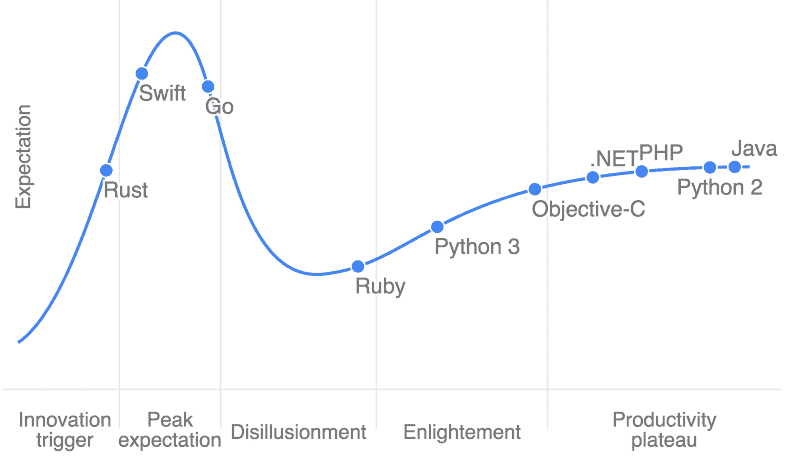 Expectation
Swift
Go
Rust
.NET
PHP
Java
Python 2
Objective-C
Python 3
Ruby
Innovation
trigger
Peak
expectation
Disillusionment
Enlightement
Productivity
plateau